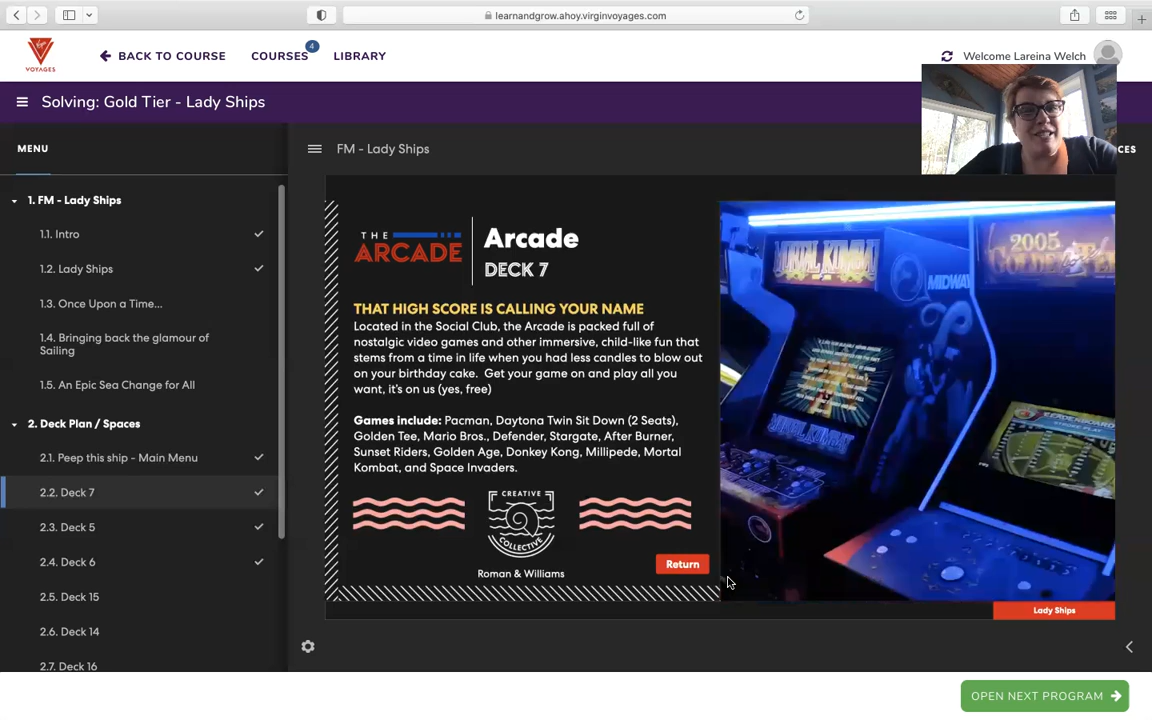 learnandgrow.ahoy.virginvoyages.com
VOYAGES
BACK TO COURSE
COURSES
4
LIBRARY
Welcome Lareina Welch
Solving: Gold Tier - Lady Ships
MENU
FM - Lady Ships
CES
1. FM - Lady Ships
1.1. Intro
1.2. Lady Ships
1.3. Once Upon a Time...
1.4. Bringing back the glamour of
Sailing
1.5. An Epic Sea Change for All
2. Deck Plan / Spaces
2.1. Peep this ship - Main Menu
2.2. Deck 7
2.3. Deck 5
2.4. Deck 6
2.5. Deck 15
2.6. Deck 14
2.7. Deck 16
THE
ARCADE
Arcade
DECK 7
THAT HIGH SCORE IS CALLING YOUR NAME
Located in the Social Club, the Arcade is packed full of
nostalgic video games and other immersive, child-like fun that
stems from a time in life when you had less candles to blow out
on your birthday cake. Get your game on and play all you
want, it's on us (yes, free)
Games include: Pacman, Daytona Twin Sit Down (2 Seats),
Golden Tee, Mario Bros., Defender, Stargate, After Burner,
Sunset Riders, Golden Age, Donkey Kong, Millipede, Mortal
Kombat, and Space Invaders.
CREATIVE
COLLECTIVE
Roman & Williams
Return
MORTAL KOMBAT
MIDWAY
2005
MORTAL KOMBAT
Lady Ships
OPEN NEXT PROGRAM